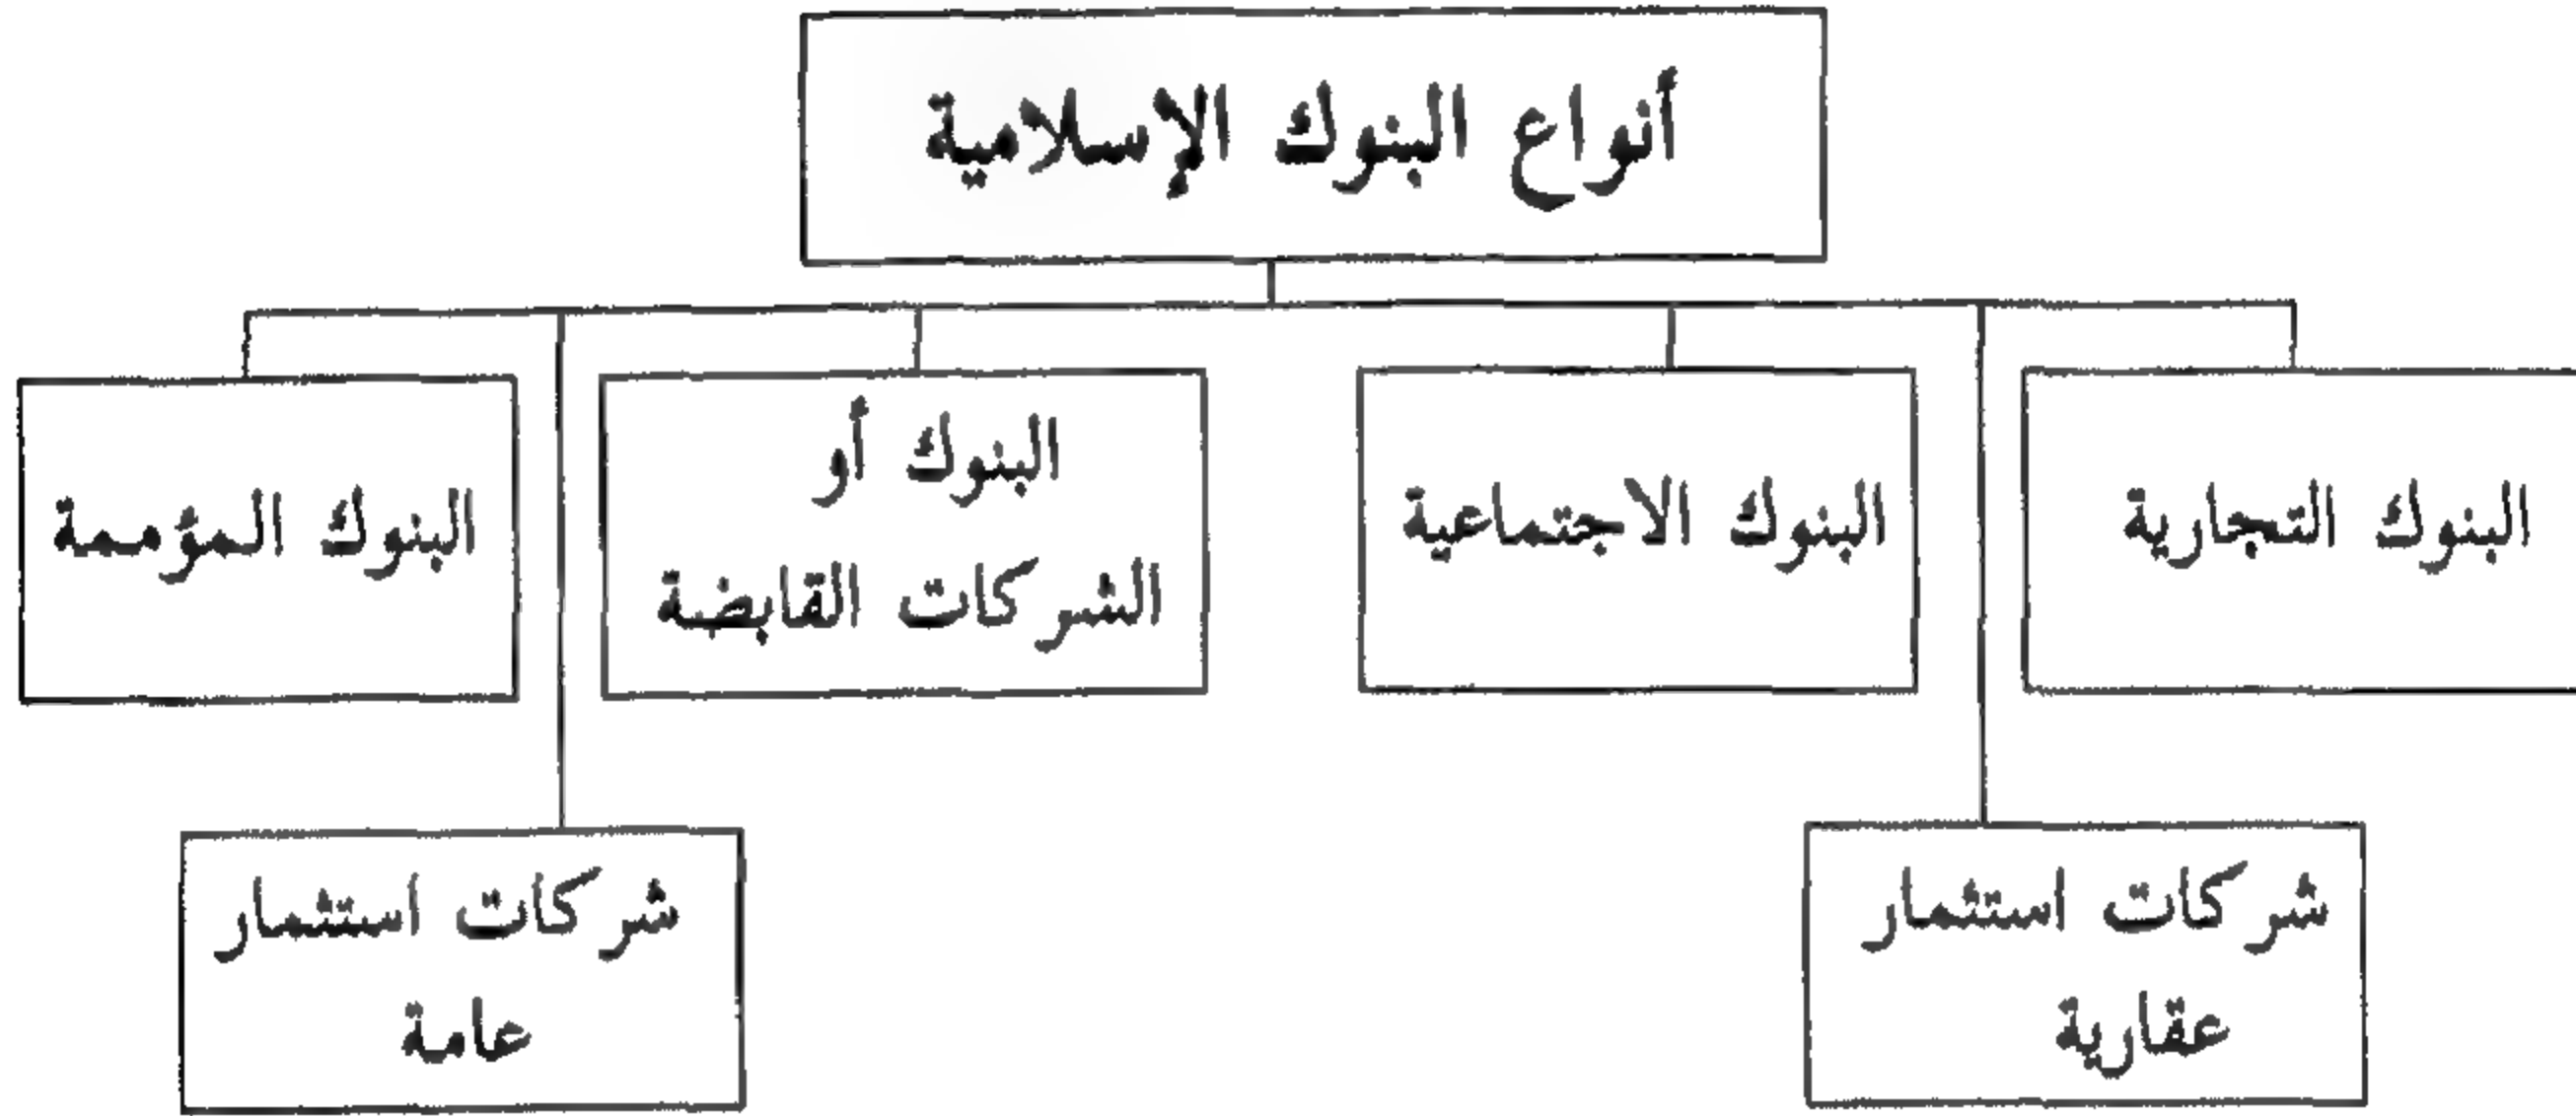 أنواع البنوك الإسلامية
البنوك التجارية
البنوك الاجتماعية
البنوك أو
الشركات القابضة
البنوك المؤممة
شركات استثمار
عقارية
شركات استثمار
عامة